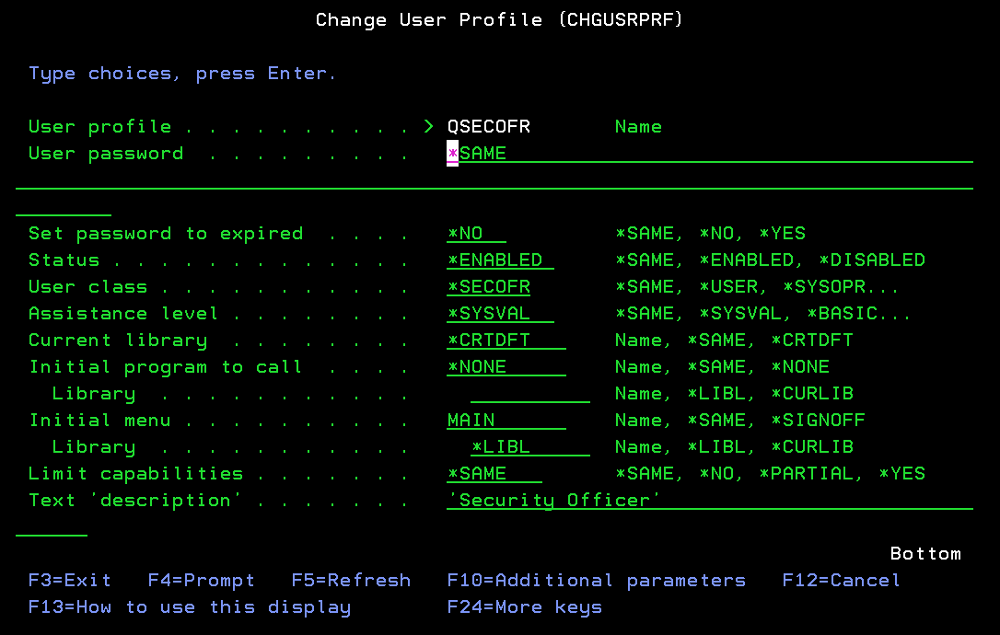 Change User Profile (CHGUSRPRF)
Type choices, press Enter.
User profile . . . . . . . . . . > QSECOFR Name
User password . . . . . . . . . *SAME
Set password to expired . . . . *NO *SAME, *NO, *YES
Status . . . . . . . . . . . . . *ENABLED *SAME, *ENABLED, *DISABLED
User class . . . . . . . . . . . *SECOFR *SAME, *USER, *SYSOPR...
Assistance level . . . . . . . . *SYSVAL *SAME, *SYSVAL, *BASIC...
Current library . . . . . . . . *CRTDFT Name, *SAME, *CRTDFT
Initial program to call . . . . *NONE Name, *SAME, *NONE
Library . . . . . . . . . . . Name, *LIBL, *CURLIB
Initial menu . . . . . . . . . . MAIN Name, *SAME, *SIGNOFF
Library . . . . . . . . . . . *LIBL Name, *LIBL, *CURLIB
Limit capabilities . . . . . . . *SAME *SAME, *NO, *PARTIAL, *YES
Text 'description' . . . . . . . 'Security Officer'
Bottom
F3=Exit F4=Prompt F5=Refresh F10=Additional parameters F12=Cancel
F13=How to use this display F24=More keys